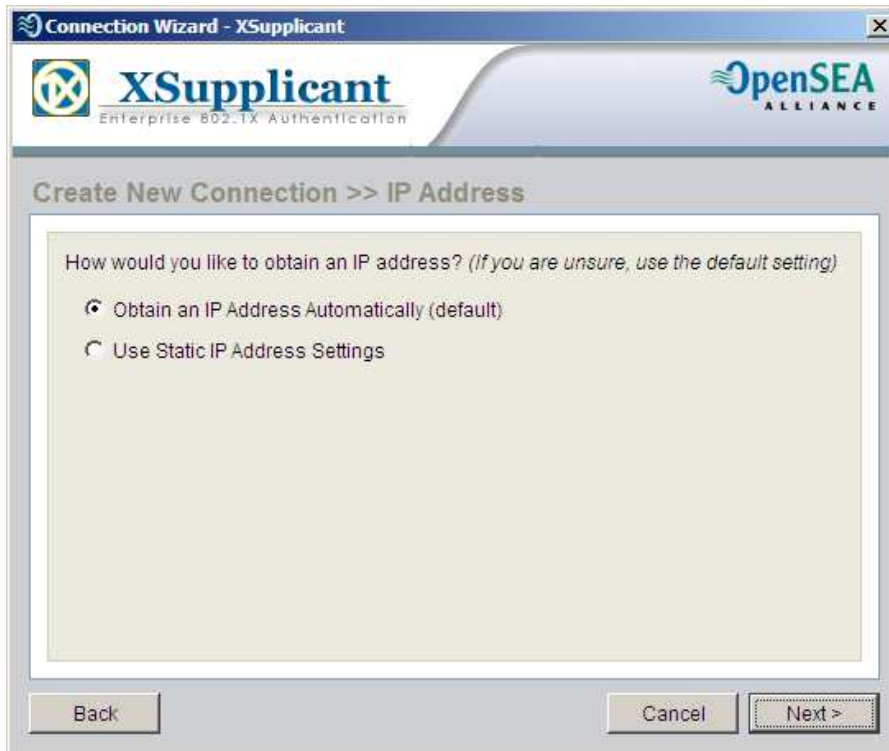 Connection Wizard - XSupplicant
1X
XSupplicant
Enterprise 802.1X Authentication
OpenSEA
ALLIANCE
Create New Connection >> IP Address
How would you like to obtain an IP address? (If you are unsure, use the default setting)
Obtain an IP Address Automatically (default)
Use Static IP Address Settings
Back
Cancel
Next >